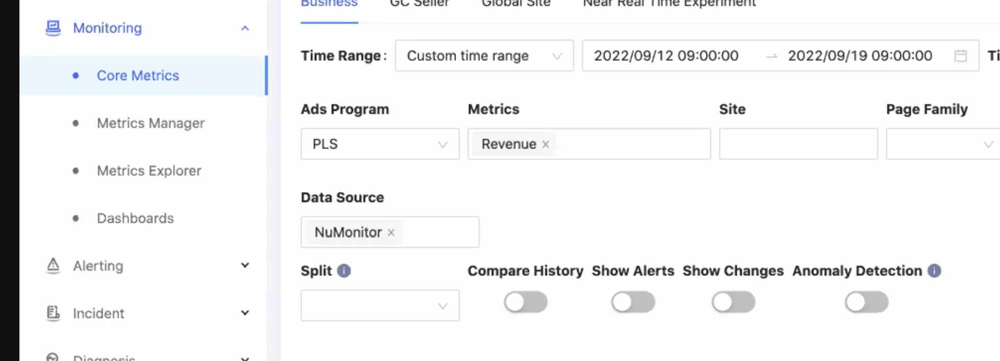 Business GC Seller Global Site Near Real Time Experiment
Monitoring
Core Metrics
Metrics Manager
Metrics Explorer
Dashboards
Alerting
Incident
Diagnosis
Time Range: Custom time range 2022/09/12 09:00:00 → 2022/09/19 09:00:00 Ti
Ads Program Metrics Site Page Family
PLS Revenue ×
Data Source
NuMonitor ×
Split i Compare History Show Alerts Show Changes Anomaly Detection i